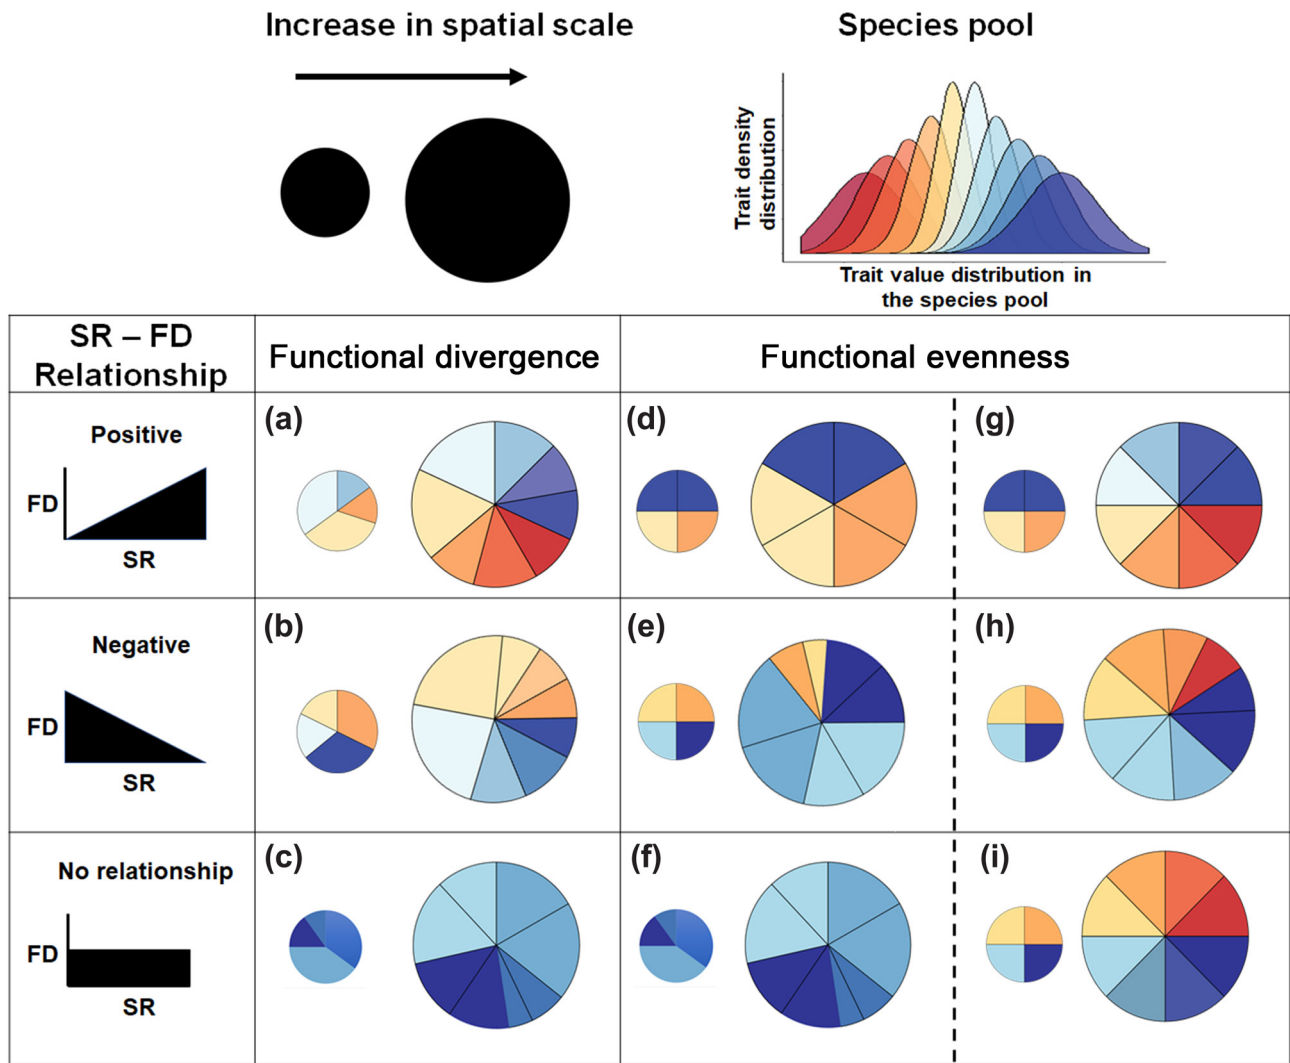 Increase in spatial scale
Species pool
Trait density
distribution
Trait value distribution in
the species pool
SR – FD
Relationship
Functional divergence
Functional evenness
Positive
FD
SR
(a)
(d)
(g)
Negative
FD
SR
(b)
(e)
(h)
No relationship
FD
SR
(c)
(f)
(i)